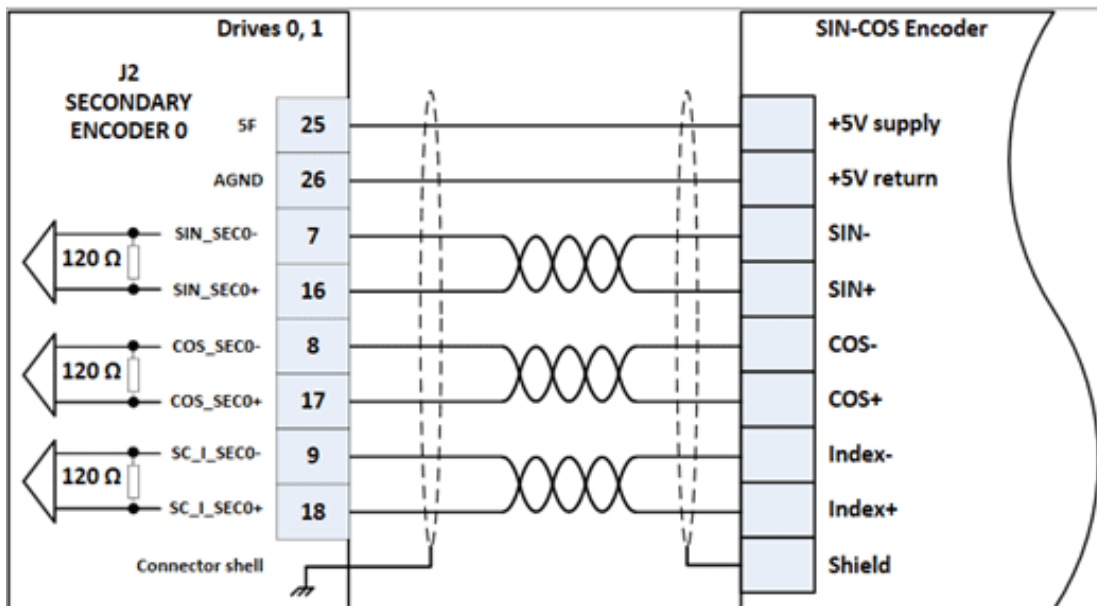 Drives 0, 1
SIN-COS Encoder
J2
SECONDARY
ENCODER 0
5F 25 +5V supply
AGND 26 +5V return
SIN_SEC0- 7 SIN-
120 Ω
SIN_SEC0+ 16 SIN+
COS_SEC0- 8 COS-
120 Ω
COS_SEC0+ 17 COS+
SC_I_SEC0- 9 Index-
120 Ω
SC_I_SEC0+ 18 Index+
Connector shell Shield